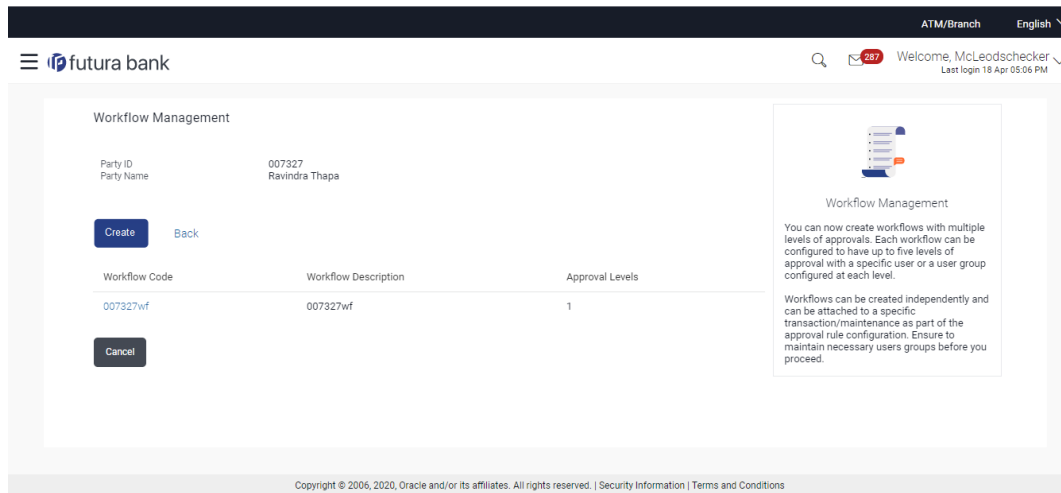 ATM/Branch English
futura bank
287
Welcome, McLeodschecker
Last login 18 Apr 05:06 PM
Workflow Management
Party ID 007327
Party Name Ravindra Thapa
Create Back
Workflow Code Workflow Description Approval Levels
007327wf 007327wf 1
Cancel
Workflow Management
You can now create workflows with multiple
levels of approvals. Each workflow can be
configured to have up to five levels of
approval with a specific user or a user group
configured at each level.
Workflows can be created independently and
can be attached to a specific
transaction/maintenance as part of the
approval rule configuration. Ensure to
maintain necessary users groups before you
proceed.
Copyright © 2006, 2020, Oracle and/or its affiliates. All rights reserved. | Security Information | Terms and Conditions